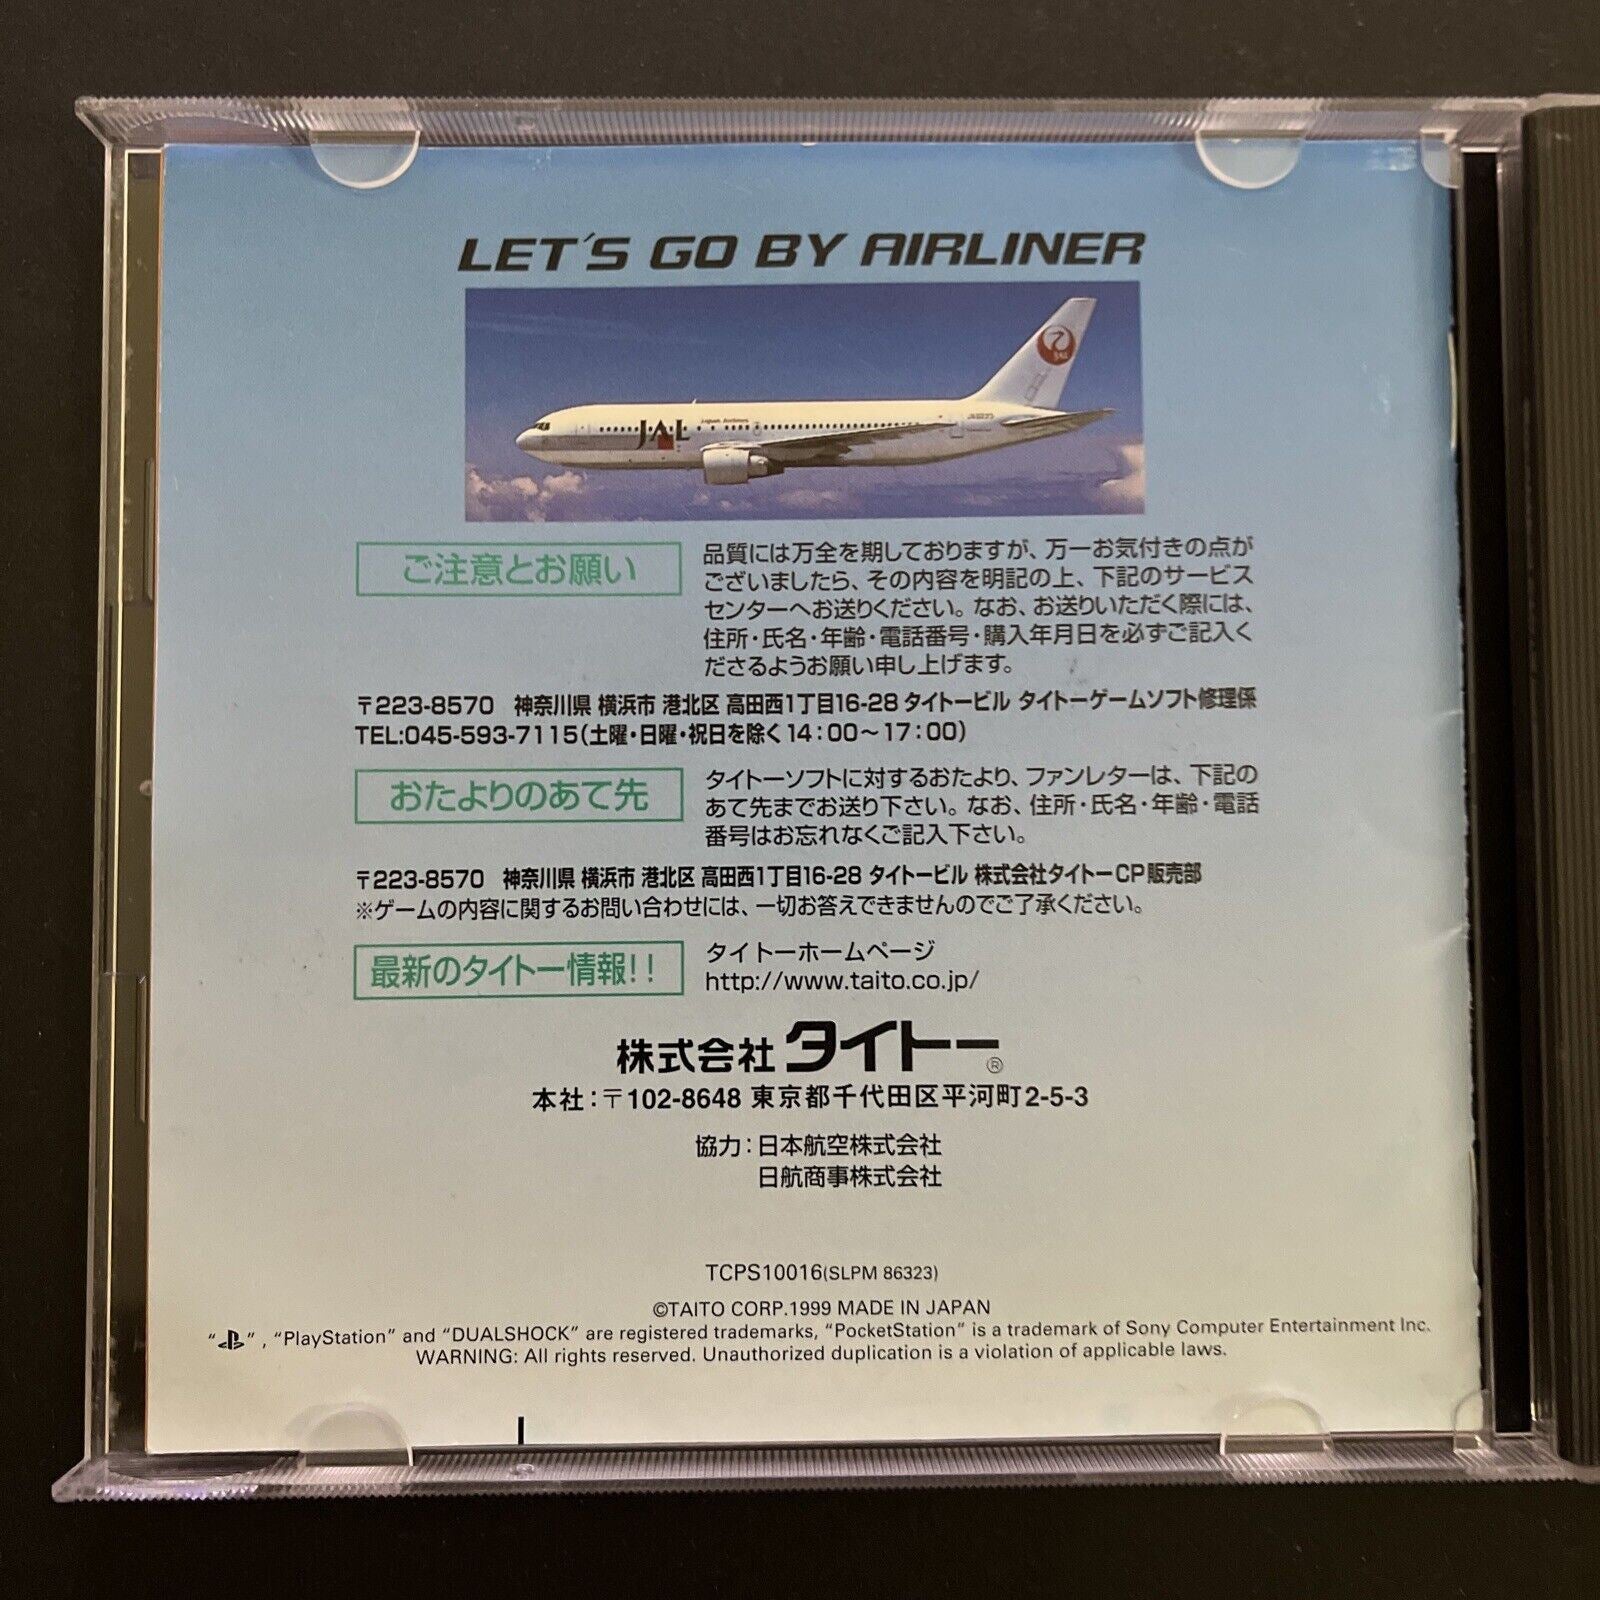 LET'S GO BY AIRLINER
JAL
Japan Airlines
JAL
ご注意とお願い
品質には万全を期しておりますが、万一お気付きの点が
ございましたら、その内容を明記の上、下記のサービス
センターへお送りください。なお、お送りいただく際には、
住所・氏名・年齢・電話番号・購入年月日を必ずご記入く
ださるようお願い申し上げます。
〒223-8570 神奈川県 横浜市 港北区 高田西1丁目16-28 タイトービル タイトーゲームソフト修理係
TEL:045-593-7115(土曜・日曜・祝日を除く14:00〜17:00)
おたよりのあて先
タイトーソフトに対するおたより、ファンレターは、下記の
あて先までお送り下さい。なお、住所・氏名・年齢・電話
番号はお忘れなくご記入下さい。
〒223-8570 神奈川県 横浜市 港北区 高田西1丁目16-28 タイトービル 株式会社タイトーCP販売部
※ゲームの内容に関するお問い合わせには、一切お答えできませんのでご了承ください。
最新のタイトー情報!!
タイトーホームページ
http://www.taito.co.jp/
株式会社タイトー®
本社:〒102-8648 東京都千代田区平河町2-5-3
協力:日本航空株式会社
日航商事株式会社
TCPS10016(SLPM 86323)
©TAITO CORP.1999 MADE IN JAPAN
" ", "PlayStation" and "DUALSHOCK" are registered trademarks, "PocketStation" is a trademark of Sony Computer Entertainment Inc.
WARNING: All rights reserved. Unauthorized duplication is a violation of applicable laws.